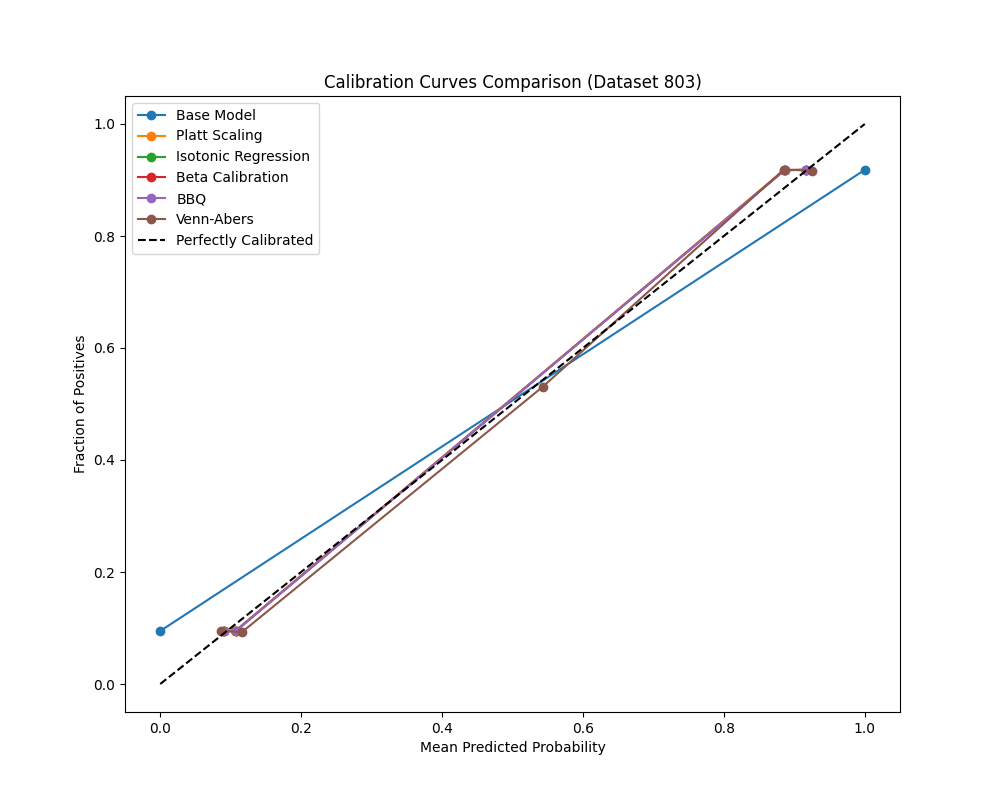 Calibration Curves Comparison (Dataset 803)
Base Model
Platt Scaling
Isotonic Regression
Beta Calibration
BBQ
Venn-Abers
Perfectly Calibrated
1.0
0.8
0.6
0.4
0.2
0.0
Fraction of Positives
0.0 0.2 0.4 0.6 0.8 1.0
Mean Predicted Probability